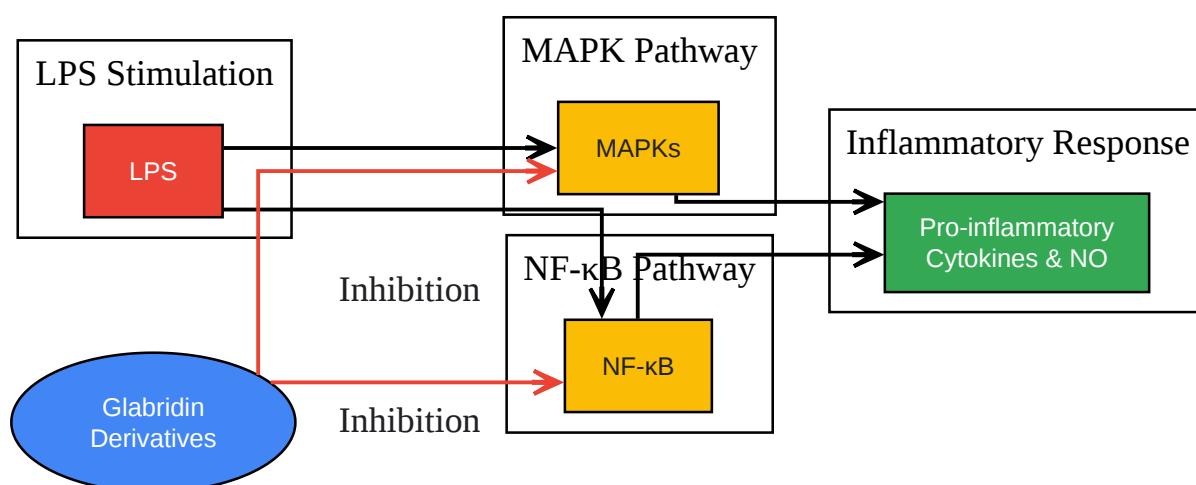 LPS Stimulation
LPS
MAPK Pathway
MAPKs
Inflammatory Response
Pro-inflammatory
Cytokines & NO
NF-κB Pathway
NF-κB
Inhibition
Inhibition
Glabridin
Derivatives